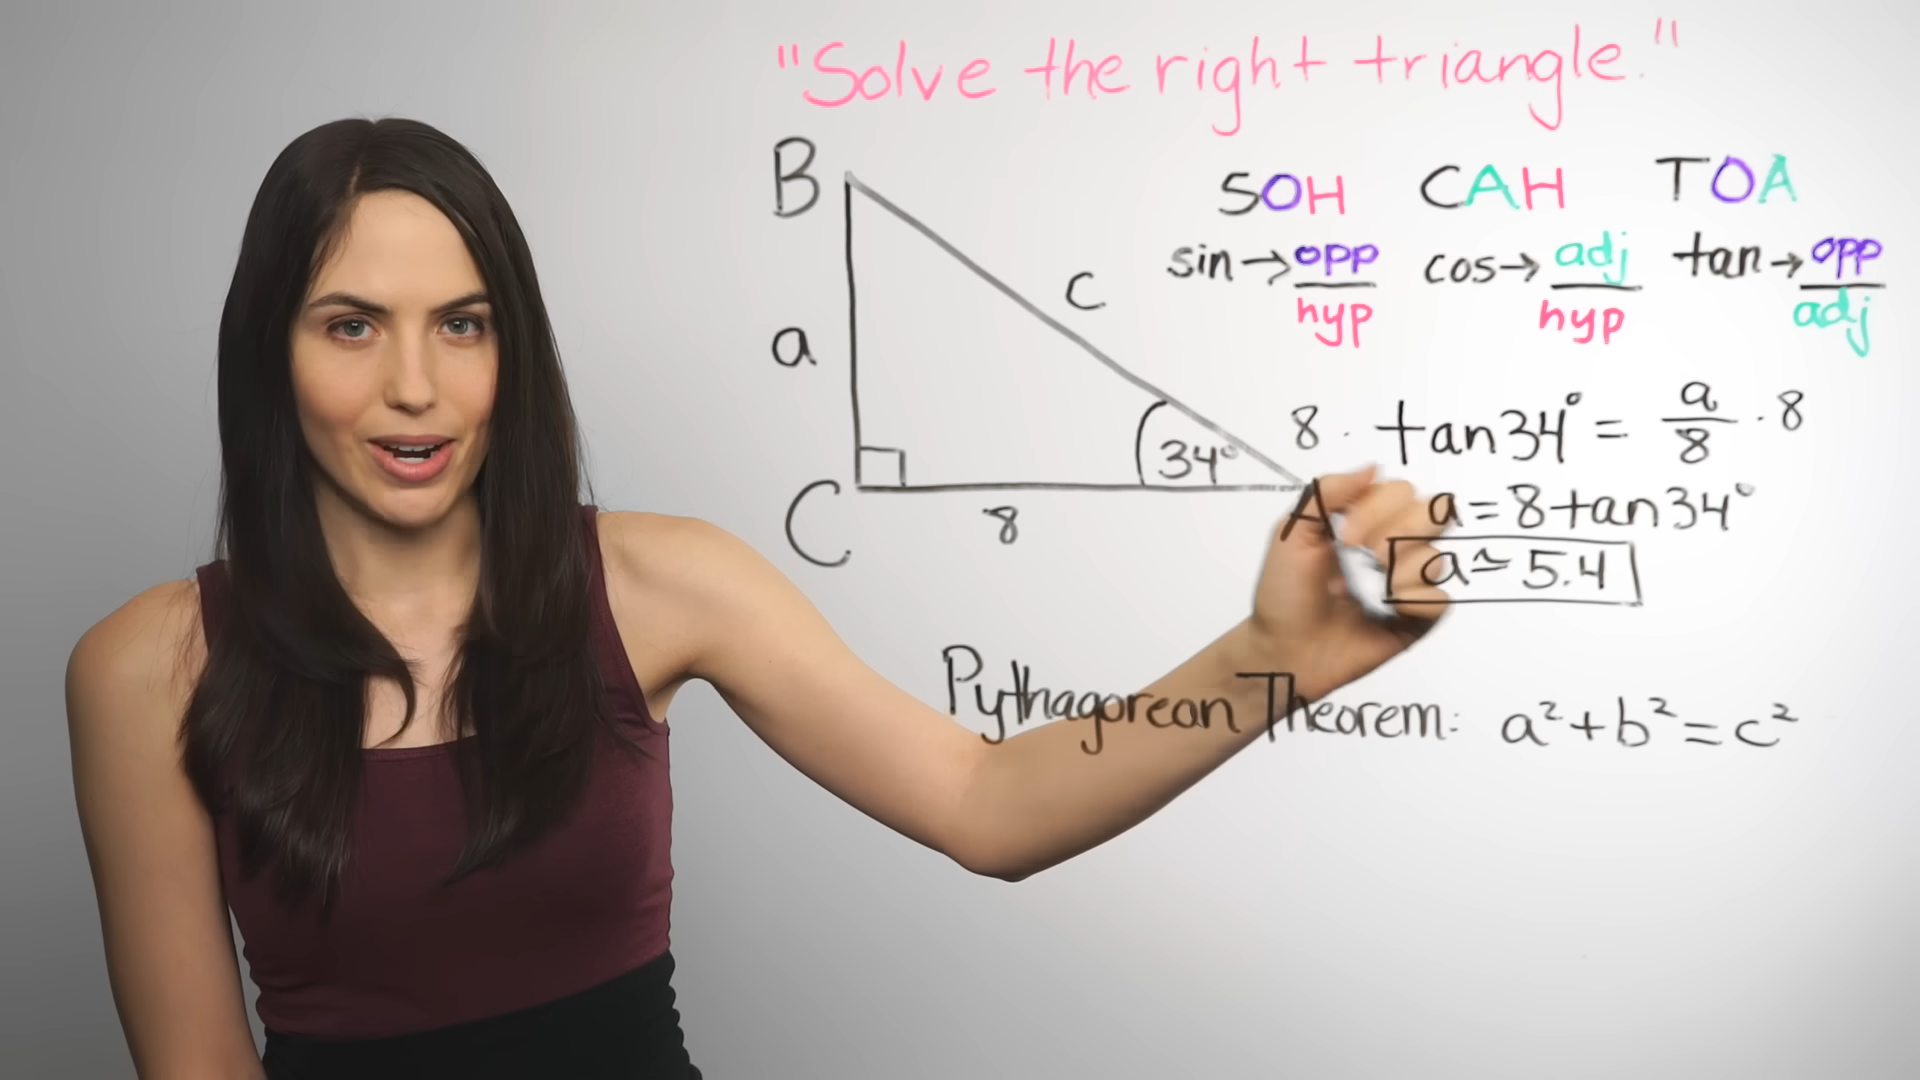 "Solve the right triangle."
B
SOH CAH TOA
sin→opp/hyp cos→adj/hyp tan→opp/adj
c
a
8 · tan34° = a/8 · 8
34°
C
8
A
a=8tan34°
a≃5.4
Pythagorean Theorem: a²+b²=c²